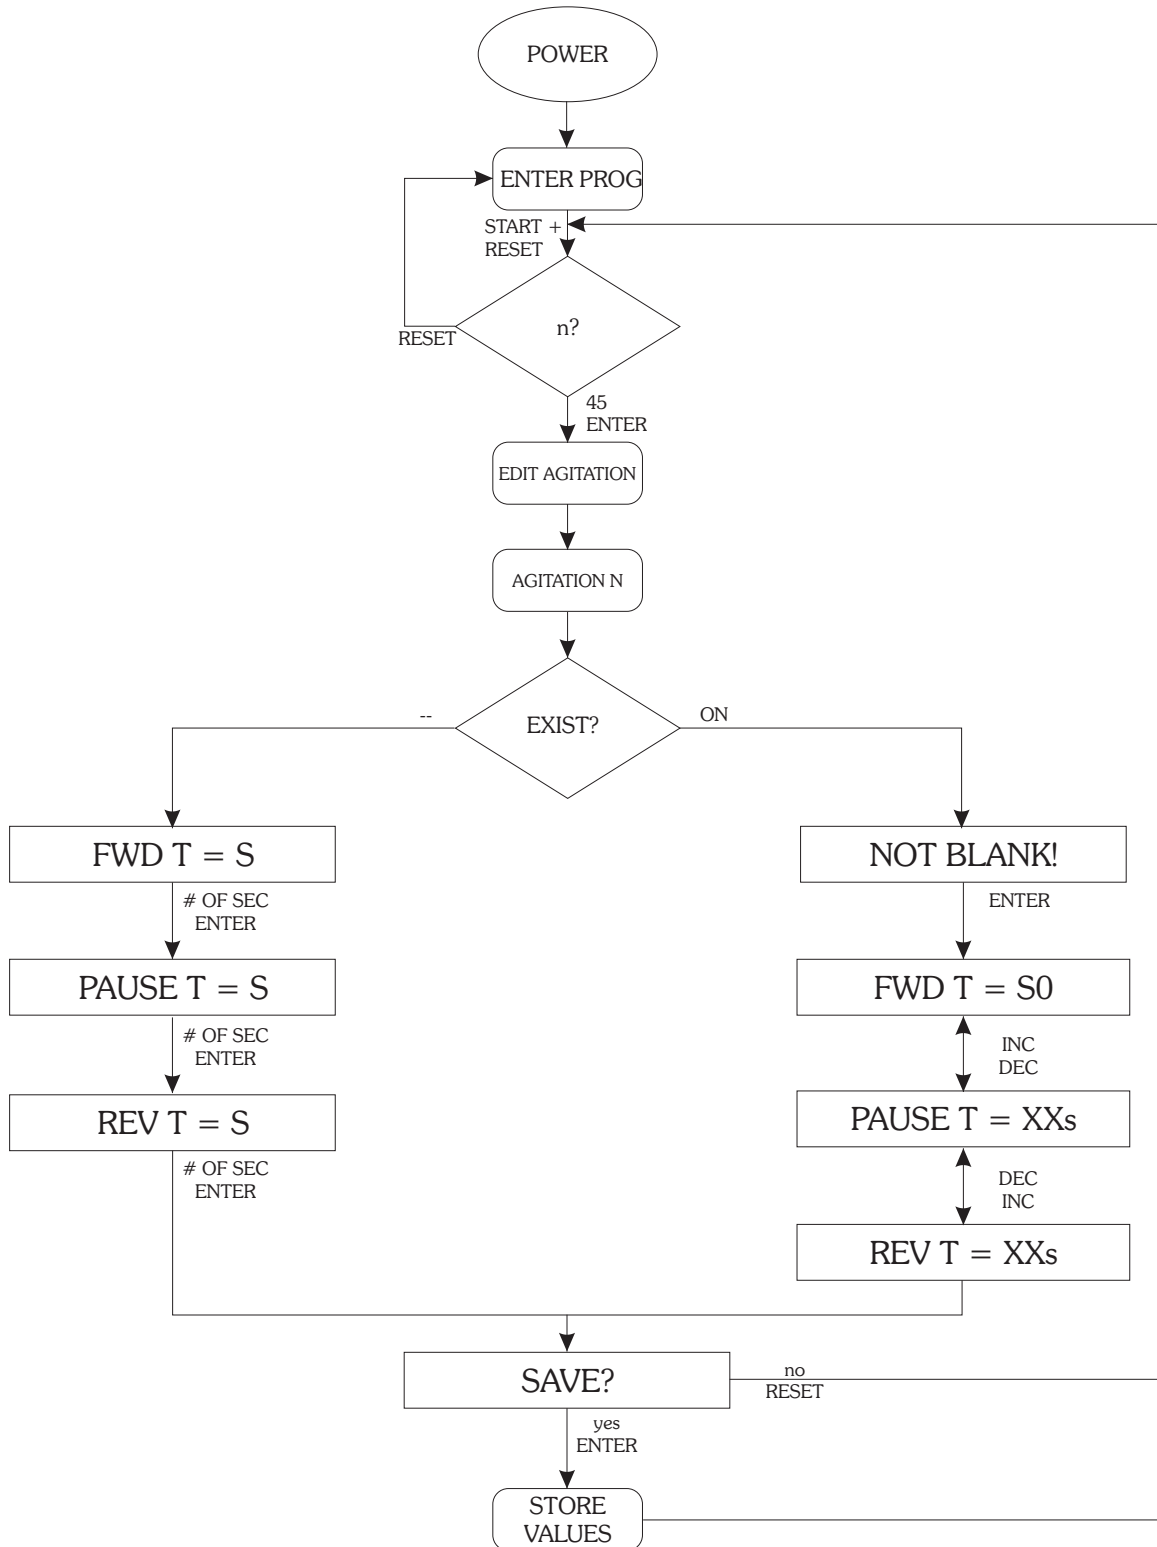 POWER
ENTER PROG
START +
RESET
n?
RESET
45
ENTER
EDIT AGITATION
AGITATION N
EXIST?
--
ON
FWD T = S
# OF SEC
ENTER
PAUSE T = S
# OF SEC
ENTER
REV T = S
# OF SEC
ENTER
NOT BLANK!
ENTER
FWD T = S0
INC
DEC
PAUSE T = XXs
DEC
INC
REV T = XXs
SAVE?
no
RESET
yes
ENTER
STORE
VALUES